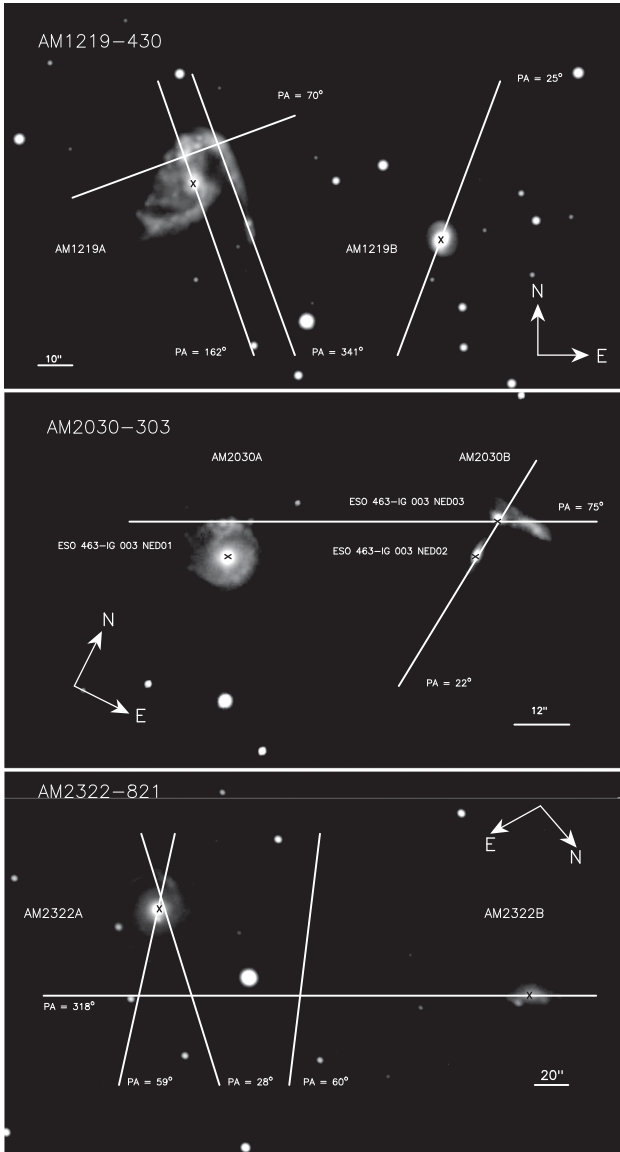 AM1219−430
PA = 70°
PA = 25°
AM1219A
AM1219B
N
E
PA = 162°
PA = 341°
10"
AM2030−303
AM2030A
AM2030B
ESO 463−IG 003 NED03
PA = 75°
ESO 463−IG 003 NED01
ESO 463−IG 003 NED02
N
E
PA = 22°
12"
AM2322−821
E
N
AM2322A
AM2322B
PA = 318°
PA = 59°
PA = 28°
PA = 60°
20"